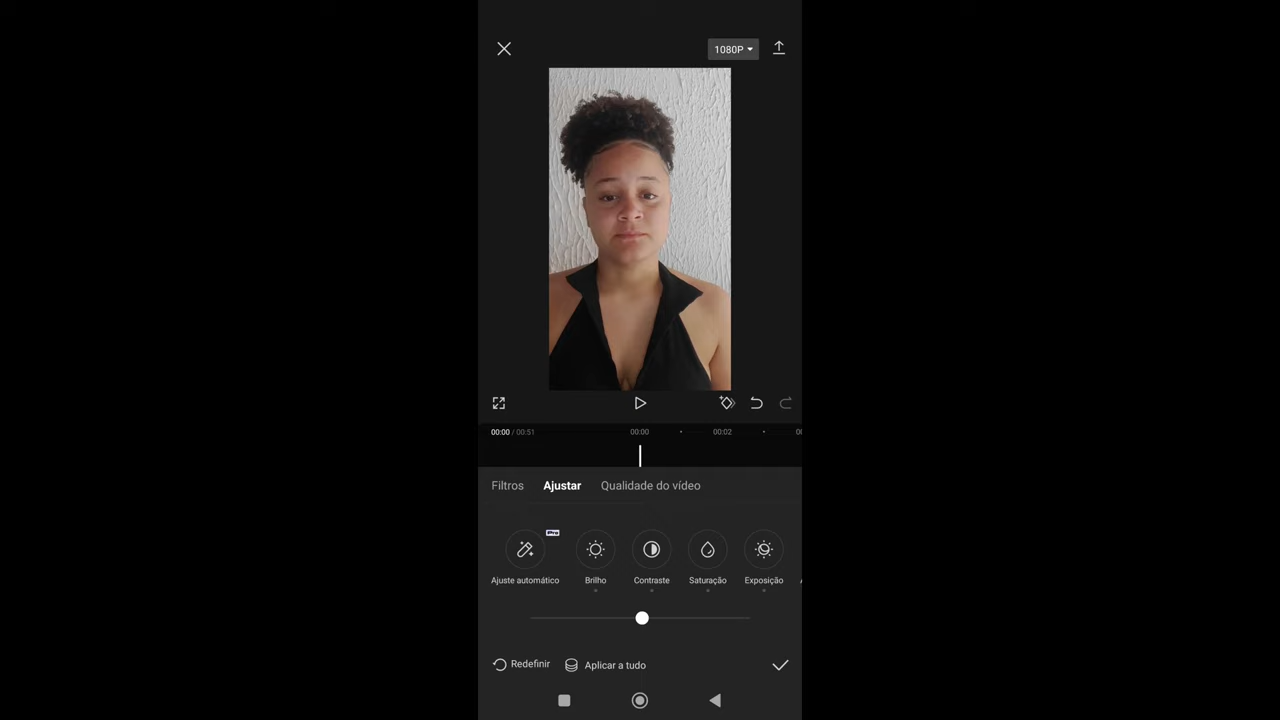 1080P
00:00 / 00:51
00:00
00:02
Filtros
Ajustar
Qualidade do vídeo
Pro
Ajuste automático
Brilho
Contraste
Saturação
Exposição
Redefinir
Aplicar a tudo